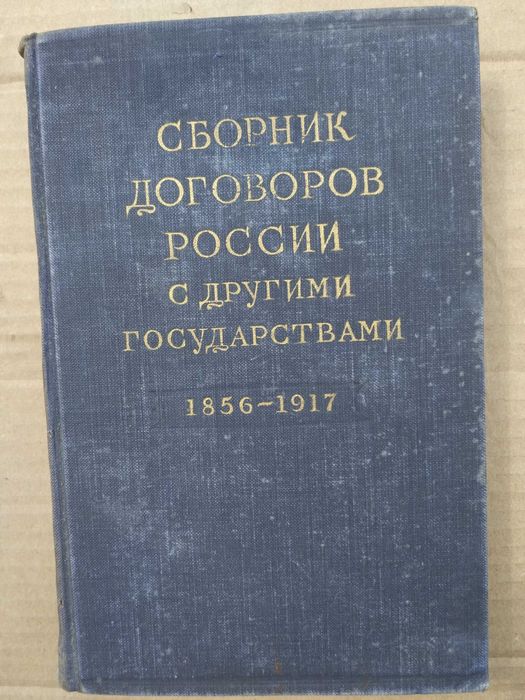 СБОРНИК
ДОГОВОРОВ
РОССИИ
С ДРУГИМИ
ГОСУДАРСТВАМИ
1856–1917